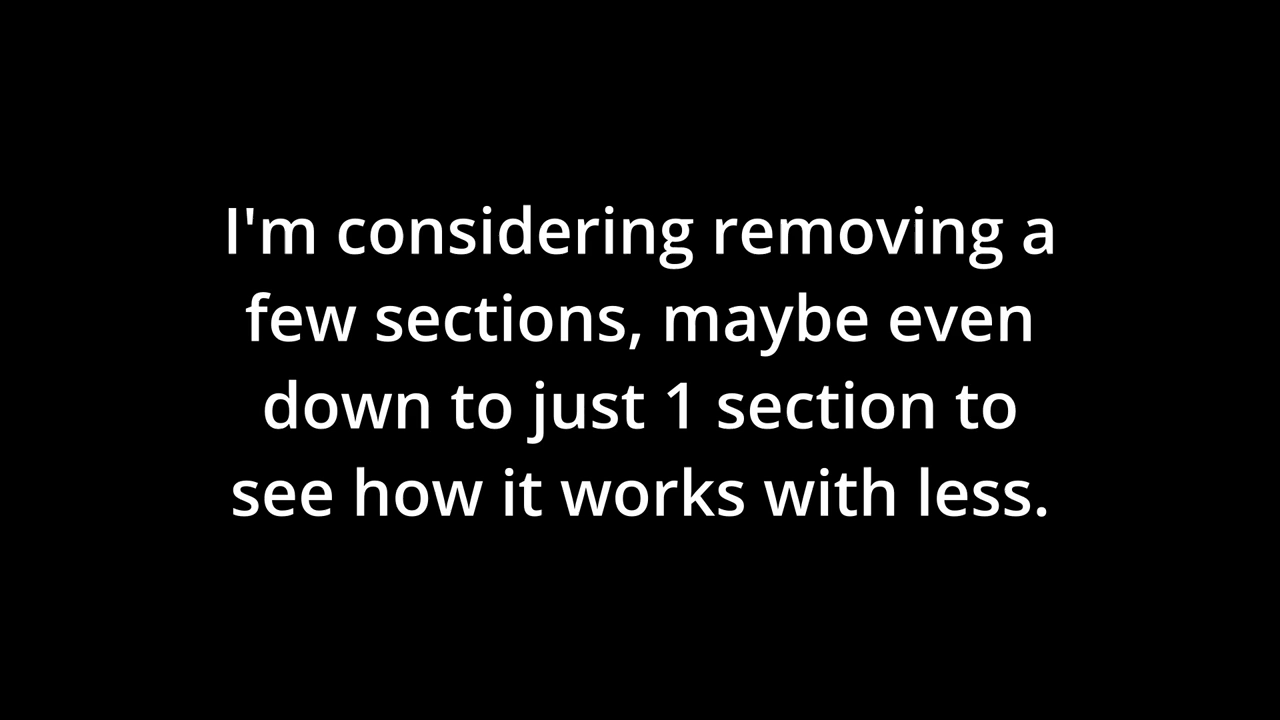 I'm considering removing a
few sections, maybe even
down to just 1 section to
see how it works with less.